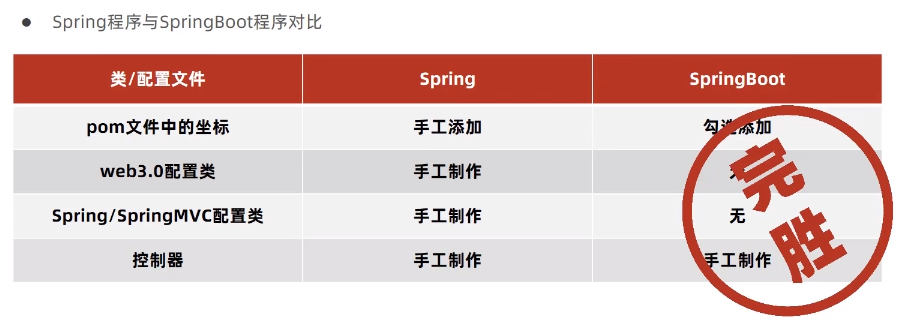 ● Spring程序与SpringBoot程序对比
类/配置文件 Spring SpringBoot
pom文件中的坐标 手工添加 勾选添加
web3.0配置类 手工制作
Spring/SpringMVC配置类 手工制作 无
控制器 手工制作 手工制作
完胜